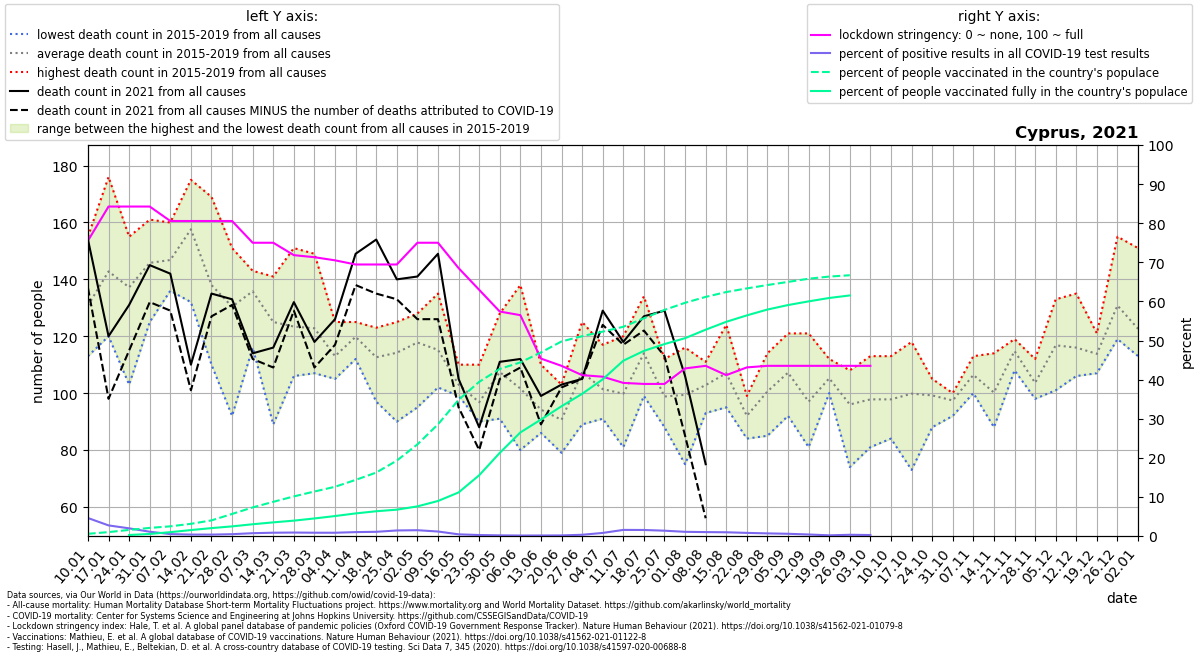 left Y axis:
lowest death count in 2015-2019 from all causes
average death count in 2015-2019 from all causes
highest death count in 2015-2019 from all causes
death count in 2021 from all causes
death count in 2021 from all causes MINUS the number of deaths attributed to COVID-19
range between the highest and the lowest death count from all causes in 2015-2019
right Y axis:
lockdown stringency: 0 ~ none, 100 ~ full
percent of positive results in all COVID-19 test results
percent of people vaccinated in the country's populace
percent of people vaccinated fully in the country's populace
Cyprus, 2021
number of people
180
160
140
120
100
80
60
100
90
80
70
60
50
40
30
20
10
0
percent
10.01 17.01 24.01 31.01 07.02 14.02 21.02 28.02 07.03 14.03 21.03 28.03 04.04 11.04 18.04 25.04 02.05 09.05 16.05 23.05 30.05 06.06 13.06 20.06 27.06 04.07 11.07 18.07 25.07 01.08 08.08 15.08 22.08 29.08 05.09 12.09 19.09 26.09 03.10 10.10 17.10 24.10 31.10 07.11 14.11 21.11 28.11 05.12 12.12 19.12 26.12 02.01
date
Data sources, via Our World in Data (https://ourworldindata.org, https://github.com/owid/covid-19-data):
- All-cause mortality: Human Mortality Database Short-term Mortality Fluctuations project. https://www.mortality.org and World Mortality Dataset. https://github.com/akarlinsky/world_mortality
- COVID-19 mortality: Center for Systems Science and Engineering at Johns Hopkins University. https://github.com/CSSEGISandData/COVID-19
- Lockdown stringency index: Hale, T. et al. A global panel database of pandemic policies (Oxford COVID-19 Government Response Tracker). Nature Human Behaviour (2021). https://doi.org/10.1038/s41562-021-01079-8
- Vaccinations: Mathieu, E. et al. A global database of COVID-19 vaccinations. Nature Human Behaviour (2021). https://doi.org/10.1038/s41562-021-01122-8
- Testing: Hasell, J., Mathieu, E., Beltekian, D. et al. A cross-country database of COVID-19 testing. Sci Data 7, 345 (2020). https://doi.org/10.1038/s41597-020-00688-8